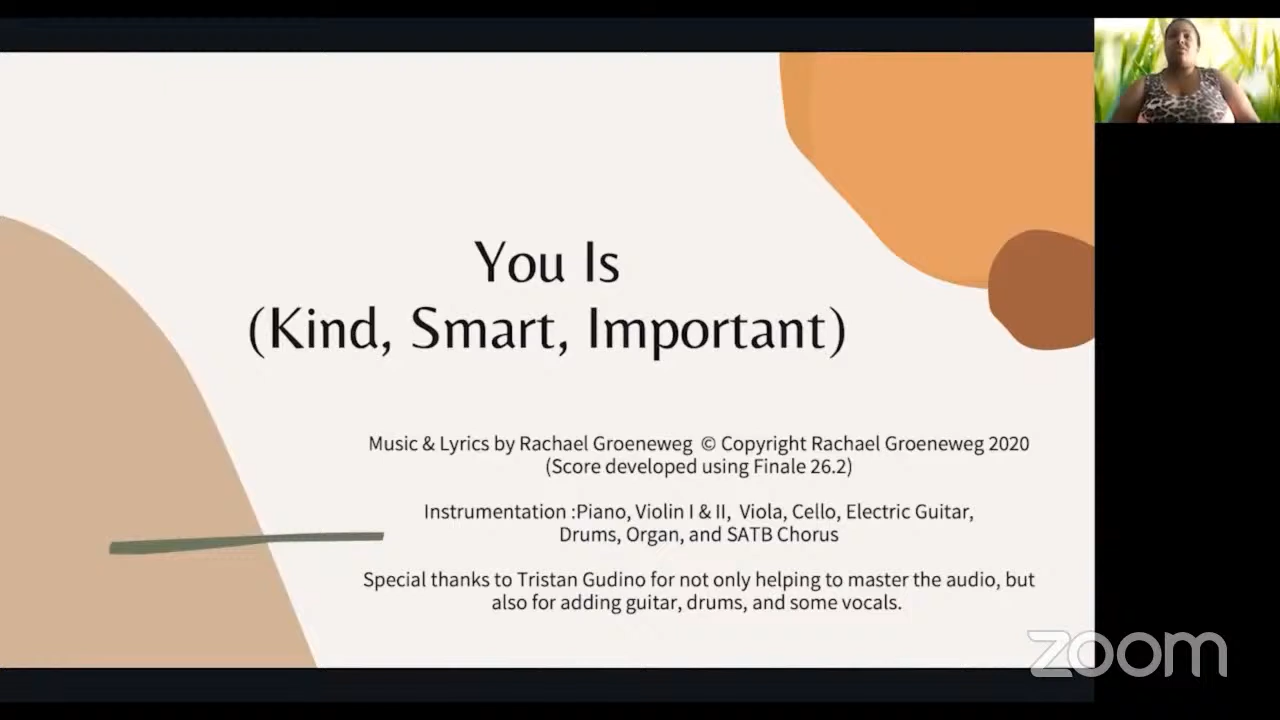 You Is
(Kind, Smart, Important)
Music & Lyrics by Rachael Groeneweg © Copyright Rachael Groeneweg 2020
(Score developed using Finale 26.2)
Instrumentation :Piano, Violin I & II, Viola, Cello, Electric Guitar,
Drums, Organ, and SATB Chorus
Special thanks to Tristan Gudino for not only helping to master the audio, but
also for adding guitar, drums, and some vocals.
zoom